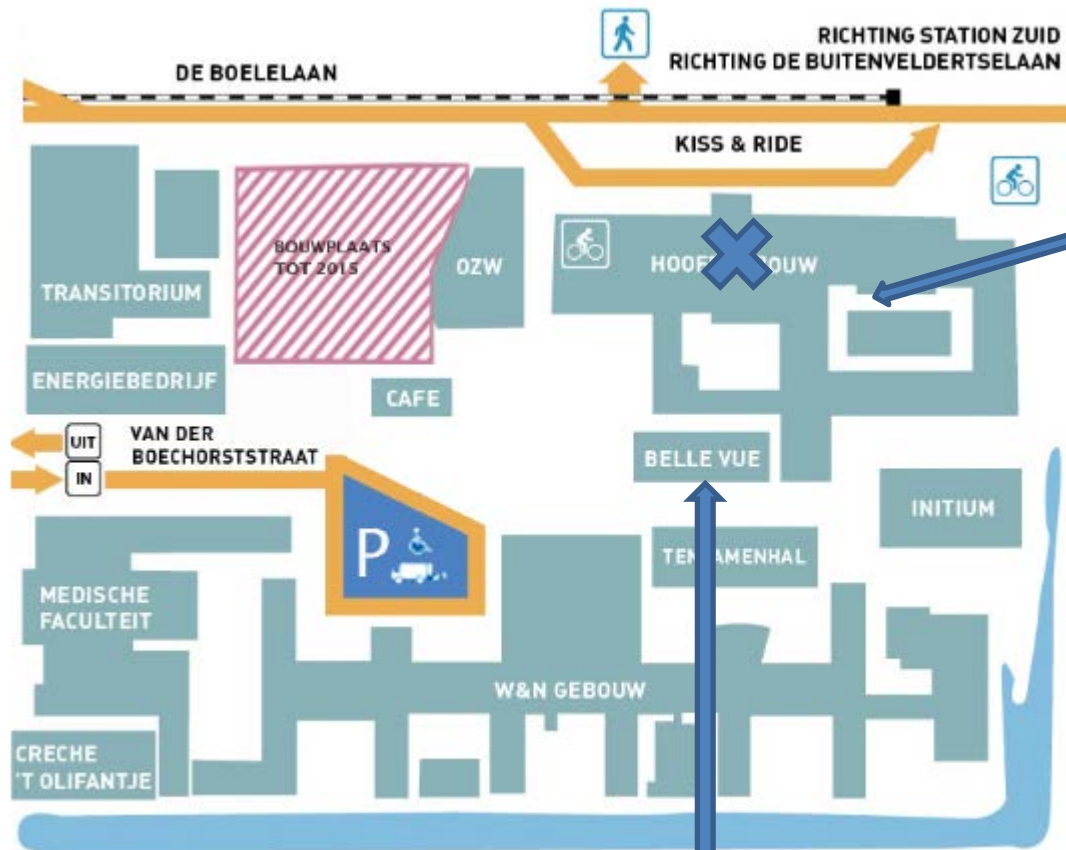 RICHTING STATION ZUID
RICHTING DE BUITENVELDERTSELAAN
DE BOELELAAN
KISS & RIDE
BOUWPLAATS
TOT 2015
OZW
TRANSITORIUM
ENERGIEBEDRIJF
CAFE
UIT
VAN DER
BOECHORSTSTRAAT
IN
BELLE VUE
INITIUM
P
MEDISCHE
FACULTEIT
W&N GEBOUW
CRECHE
'T OLIFANTJE